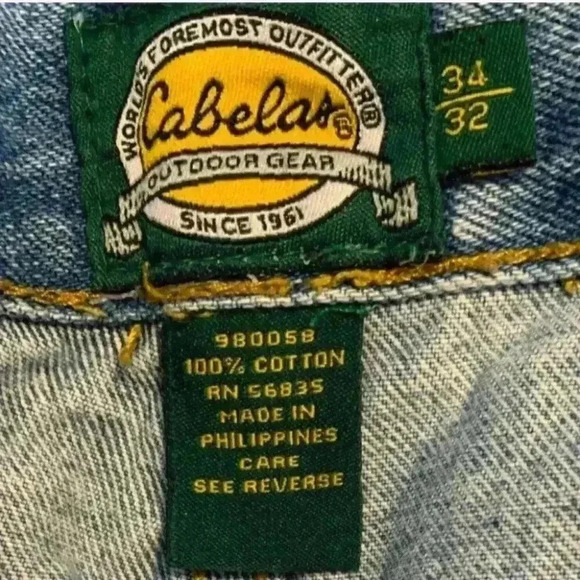 WORLD'S FOREMOST OUTFITTER®
Cabela's
OUTDOOR GEAR
SINCE 1961
34
32
980058
100% COTTON
RN 56835
MADE IN
PHILIPPINES
CARE
SEE REVERSE